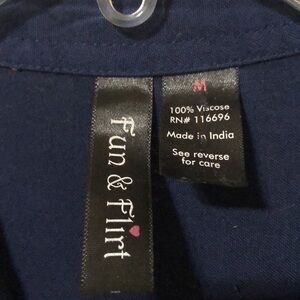 Fun & Flirt
M
100% Viscose
RN# 116696
Made in India
See reverse
for care